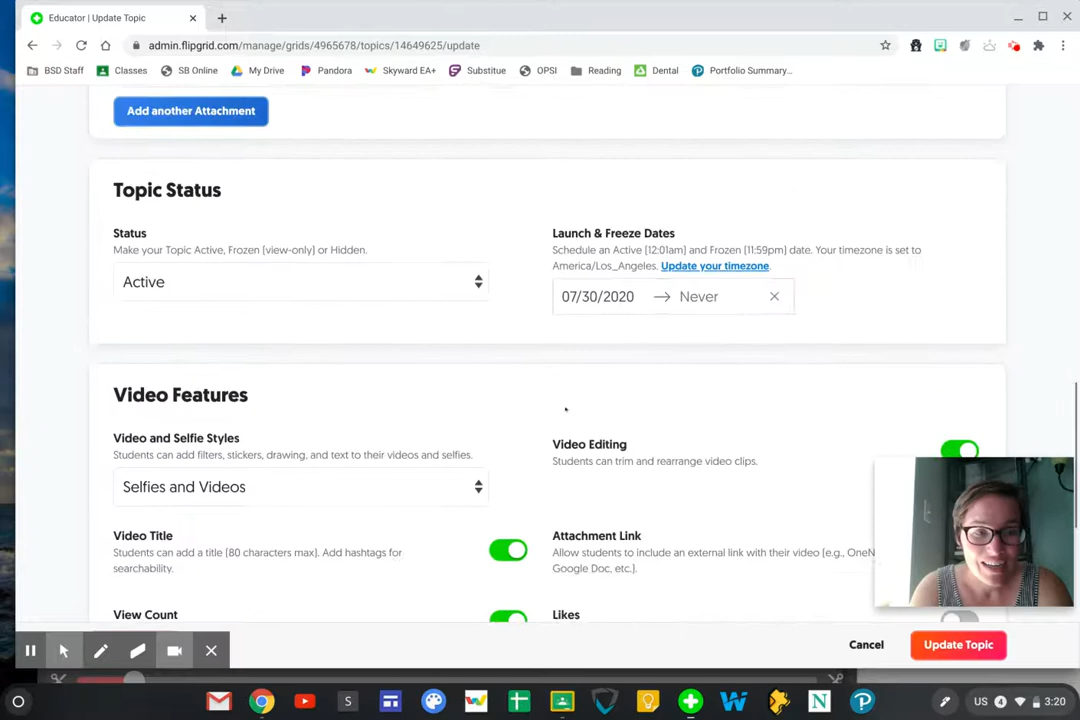 Educator | Update Topic
admin.flipgrid.com/manage/grids/4965678/topics/14649625/update
BSD Staff
Classes
SB Online
My Drive
Pandora
Skyward EA+
Substitue
OPSI
Reading
Dental
Portfolio Summary...
Add another Attachment
Topic Status
Status
Make your Topic Active, Frozen (view-only) or Hidden.
Active
Launch & Freeze Dates
Schedule an Active (12:01am) and Frozen (11:59pm) date. Your timezone is set to
America/Los_Angeles. Update your timezone.
07/30/2020 → Never
Video Features
Video and Selfie Styles
Students can add filters, stickers, drawing, and text to their videos and selfies.
Selfies and Videos
Video Editing
Students can trim and rearrange video clips.
Video Title
Students can add a title (80 characters max). Add hashtags for
searchability.
Attachment Link
Allow students to include an external link with their video (e.g., OneN
Google Doc, etc.).
View Count
Likes
Cancel
Update Topic
US 4 3:20